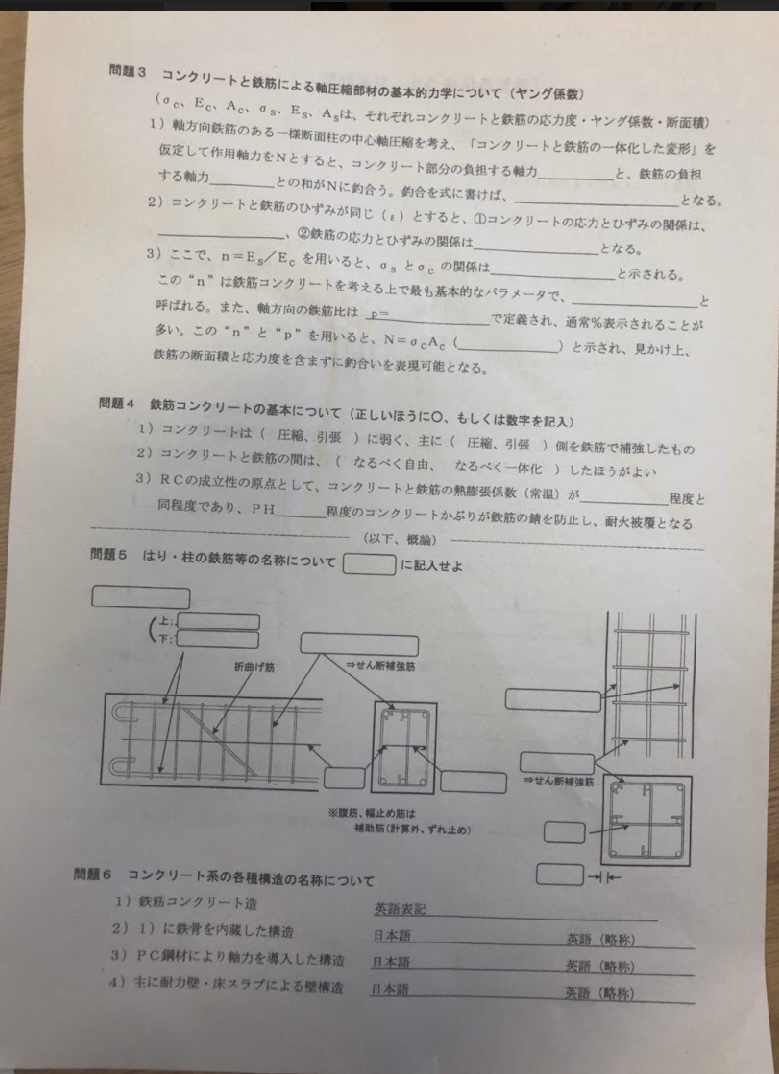 問題3 コンクリートと鉄筋による軸圧縮部材の基本的力学について(ヤング係数)
(σc、Ec、Ac、σs、Es、Asは、それぞれコンクリートと鉄筋の応力度・ヤング係数・断面積)
1)軸方向鉄筋のある一様断面柱の中心軸圧縮を考え、「コンクリートと鉄筋の一体化した変形」を
仮定して作用軸力をNとすると、コンクリート部分の負担する軸力________と、鉄筋の負担
する軸力________との和がNに釣合う。釣合を式に書けば、________________となる。
2)コンクリートと鉄筋のひずみが同じ(ε)とすると、①コンクリートの応力とひずみの関係は、
____________、②鉄筋の応力とひずみの関係は____________となる。
3)ここで、n=Es/Ec を用いると、σsとσc の関係は____________と示される。
この“n”は鉄筋コンクリートを考える上で最も基本的なパラメータで、____________と
呼ばれる。また、軸方向の鉄筋比は p=____________で定義され、通常%表示されることが
多い。この“n”と“p”を用いると、N=σcAc(__________)と示され、見かけ上、
鉄筋の断面積と応力度を含まずに釣合いを表現可能となる。
問題4 鉄筋コンクリートの基本について(正しいほうに〇、もしくは数字を記入)
1)コンクリートは( 圧縮、引張 )に弱く、主に( 圧縮、引張 )側を鉄筋で補強したもの
2)コンクリートと鉄筋の間は、( なるべく自由、 なるべく一体化 )したほうがよい
3)RCの成立性の原点として、コンクリートと鉄筋の熱膨張係数(常温)が__________程度と
同程度であり、PH_____程度のコンクリートかぶりが鉄筋の錆を防止し、耐火被覆となる
(以下、概論)
問題5 はり・柱の鉄筋等の名称について に記入せよ
上:
下:
折曲げ筋
⇒せん断補強筋
⇒せん断補強筋
※腹筋、幅止め筋は
補助筋(計算外、ずれ止め)
問題6 コンクリート系の各種構造の名称について
1)鉄筋コンクリート造 英語表記
2)1)に鉄骨を内蔵した構造 日本語 英語(略称)
3)PC鋼材により軸力を導入した構造 日本語 英語(略称)
4)主に耐力壁・床スラブによる壁構造 日本語 英語(略称)